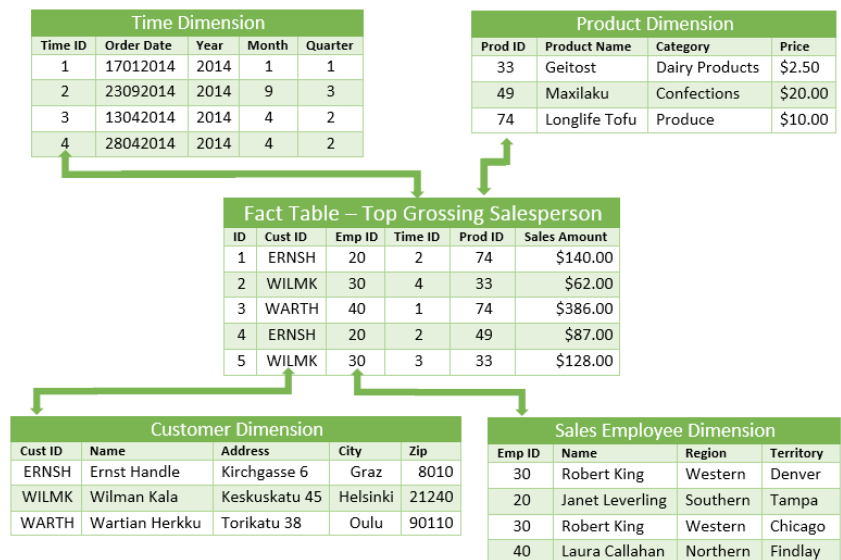 Time Dimension
Time ID Order Date Year Month Quarter
1 17012014 2014 1 1
2 23092014 2014 9 3
3 13042014 2014 4 2
4 28042014 2014 4 2
Product Dimension
Prod ID Product Name Category Price
33 Geitost Dairy Products $2.50
49 Maxilaku Confections $20.00
74 Longlife Tofu Produce $10.00
Fact Table – Top Grossing Salesperson
ID Cust ID Emp ID Time ID Prod ID Sales Amount
1 ERNSH 20 2 74 $140.00
2 WILMK 30 4 33 $62.00
3 WARTH 40 1 74 $386.00
4 ERNSH 20 2 49 $87.00
5 WILMK 30 3 33 $128.00
Customer Dimension
Cust ID Name Address City Zip
ERNSH Ernst Handle Kirchgasse 6 Graz 8010
WILMK Wilman Kala Keskuskatu 45 Helsinki 21240
WARTH Wartian Herkku Torikatu 38 Oulu 90110
Sales Employee Dimension
Emp ID Name Region Territory
30 Robert King Western Denver
20 Janet Leverling Southern Tampa
30 Robert King Western Chicago
40 Laura Callahan Northern Findlay